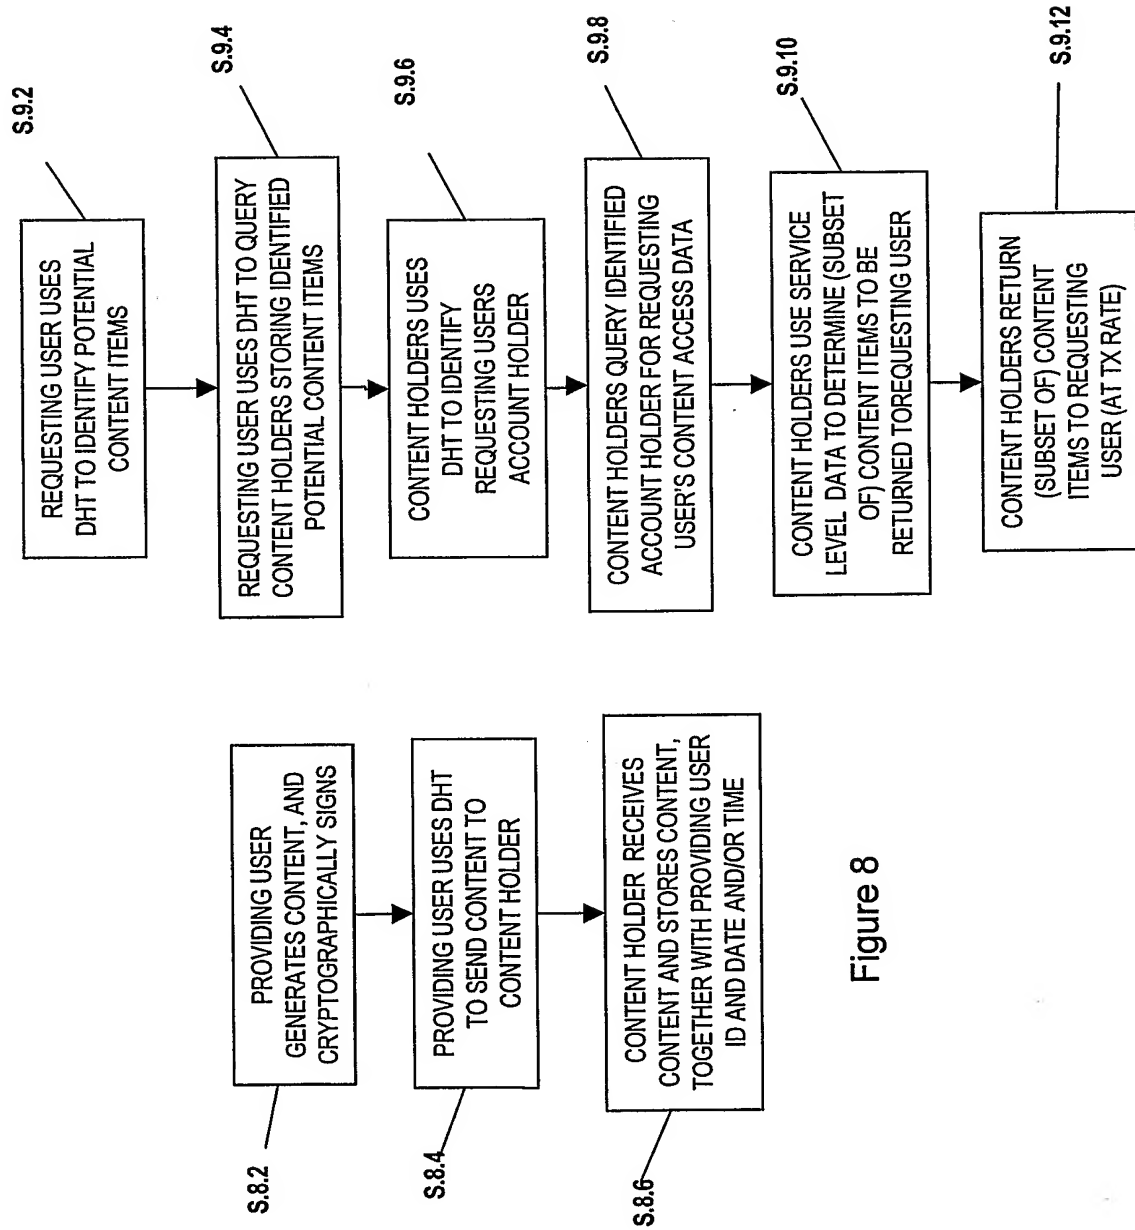 S.8.2
PROVIDING USER
GENERATES CONTENT, AND
CRYPTOGRAPHICALLY SIGNS
S.8.4
PROVIDING USER USES DHT
TO SEND CONTENT TO
CONTENT HOLDER
S.8.6
CONTENT HOLDER RECEIVES
CONTENT AND STORES CONTENT,
TOGETHER WITH PROVIDING USER
ID AND DATE AND/OR TIME
Figure 8
REQUESTING USER USES
DHT TO IDENTIFY POTENTIAL
CONTENT ITEMS
S.9.2
REQUESTING USER USES DHT TO QUERY
CONTENT HOLDERS STORING IDENTIFIED
POTENTIAL CONTENT ITEMS
S.9.4
CONTENT HOLDERS USES
DHT TO IDENTIFY
REQUESTING USERS
ACCOUNT HOLDER
S.9.6
CONTENT HOLDERS QUERY IDENTIFIED
ACCOUNT HOLDER FOR REQUESTING
USER'S CONTENT ACCESS DATA
S.9.8
CONTENT HOLDERS USE SERVICE
LEVEL DATA TO DETERMINE (SUBSET
OF) CONTENT ITEMS TO BE
RETURNED TOREQUESTING USER
S.9.10
CONTENT HOLDERS RETURN
(SUBSET OF) CONTENT
ITEMS TO REQUESTING
USER (AT TX RATE)
S.9.12